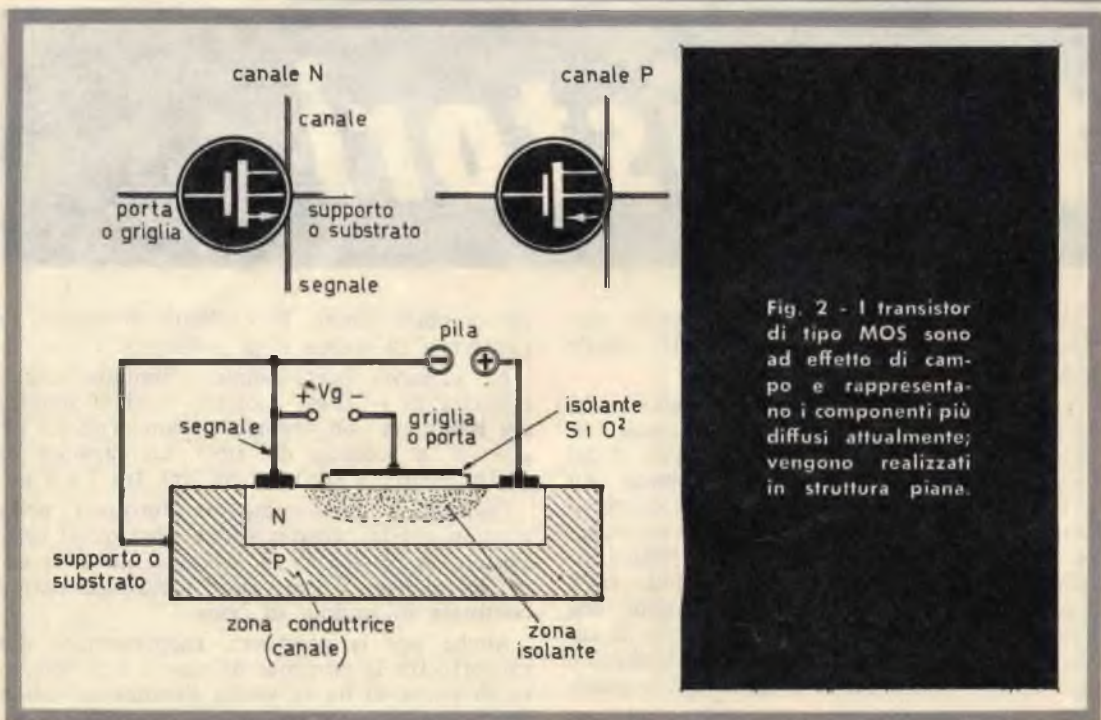 stori
canale N
canale P
canale
porta
o griglia
supporto
o substrato
segnale
pila
- +
+ Vg -
segnale
griglia
o porta
isolante
S i O²
N
P
supporto o
substrato
zona conduttrice
(canale)
zona
isolante
Fig. 2 - I transistor
di tipo MOS sono
ad effetto di cam-
po e rappresenta-
no i componenti più
diffusi attualmente;
vengono realizzati
in struttura piana.